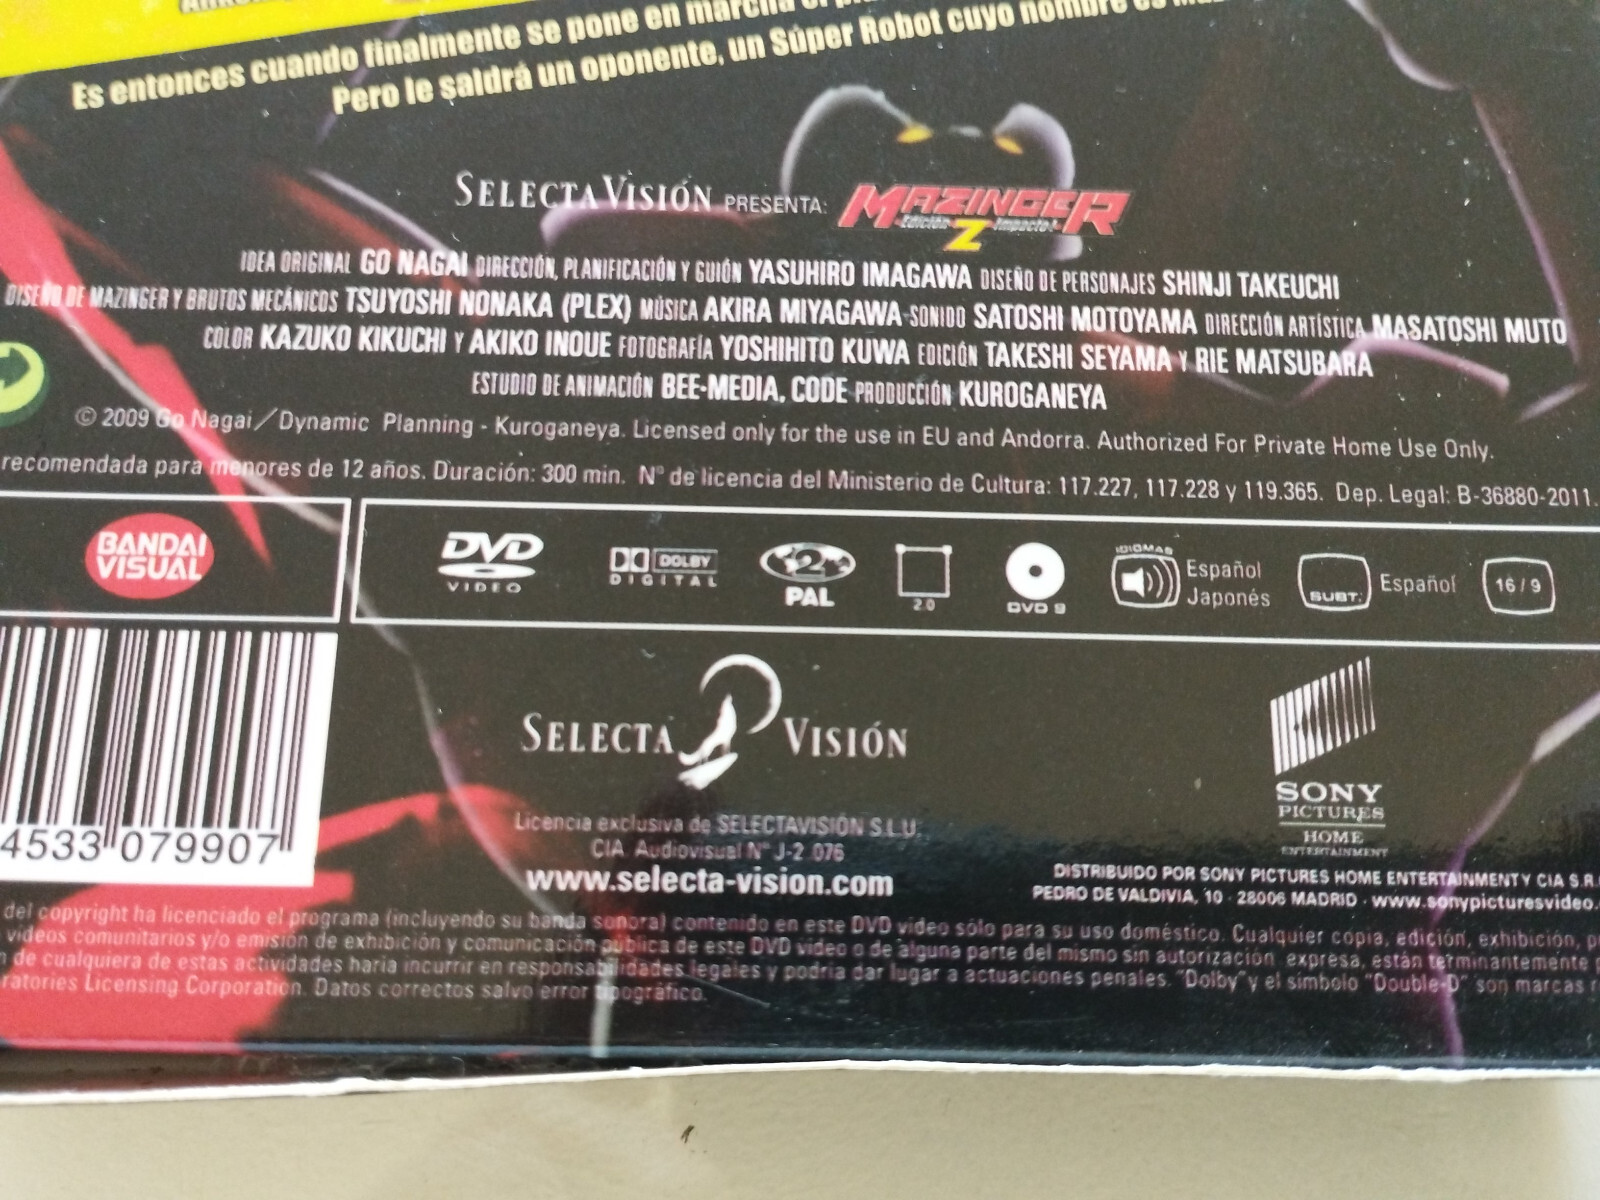 Es entonces cuando finalmente se pone en marcha el
Pero le saldrá un oponente, un Súper Robot cuyo nombre es
SELECTAVISIÓN PRESENTA: MAZINGER
Edición Z Impacto!
IDEA ORIGINAL GO NAGAI DIRECCIÓN, PLANIFICACIÓN Y GUIÓN YASUHIRO IMAGAWA DISEÑO DE PERSONAJES SHINJI TAKEUCHI
DISEÑO DE MAZINGER Y BRUTOS MECÁNICOS TSUYOSHI NONAKA (PLEX) MÚSICA AKIRA MIYAGAWA SONIDO SATOSHI MOTOYAMA DIRECCIÓN ARTÍSTICA MASATOSHI MUTO
COLOR KAZUKO KIKUCHI Y AKIKO INOUE FOTOGRAFÍA YOSHIHITO KUWA EDICIÓN TAKESHI SEYAMA Y RIE MATSUBARA
ESTUDIO DE ANIMACIÓN BEE-MEDIA, CODE PRODUCCIÓN KUROGANEYA
© 2009 Go Nagai/Dynamic Planning - Kuroganeya. Licensed only for the use in EU and Andorra. Authorized For Private Home Use Only.
recomendada para menores de 12 años. Duración: 300 min. Nº de licencia del Ministerio de Cultura: 117.227, 117.228 y 119.365. Dep. Legal: B-36880-2011.
BANDAI
VISUAL
DVD
VIDEO
DOLBY
DIGITAL
2
PAL
2.0
DVD 9
IDIOMAS
Español
Japonés
SUBT.
Español
16/9
4533 079907
SELECTA VISIÓN
Licencia exclusiva de SELECTAVISIÓN S.L.U.
CIA. Audiovisual Nº J-2.076
www.selecta-vision.com
SONY
PICTURES
HOME
ENTERTAINMENT
DISTRIBUIDO POR SONY PICTURES HOME ENTERTAINMENT Y CIA S.R.
PEDRO DE VALDIVIA, 10 · 28006 MADRID · www.sonypicturesvideo.
del copyright ha licenciado el programa (incluyendo su banda sonora) contenido en este DVD video sólo para su uso doméstico. Cualquier copia, edición, exhibición,
videos comunitarios y/o emisión de exhibición y comunicación pública de este DVD video o de alguna parte del mismo sin autorización expresa, están terminantemente
de cualquiera de estas actividades haría incurrir en responsabilidades legales y podría dar lugar a actuaciones penales. "Dolby" y el símbolo "Double-D" son marcas
ratories Licensing Corporation. Datos correctos salvo error tipográfico.